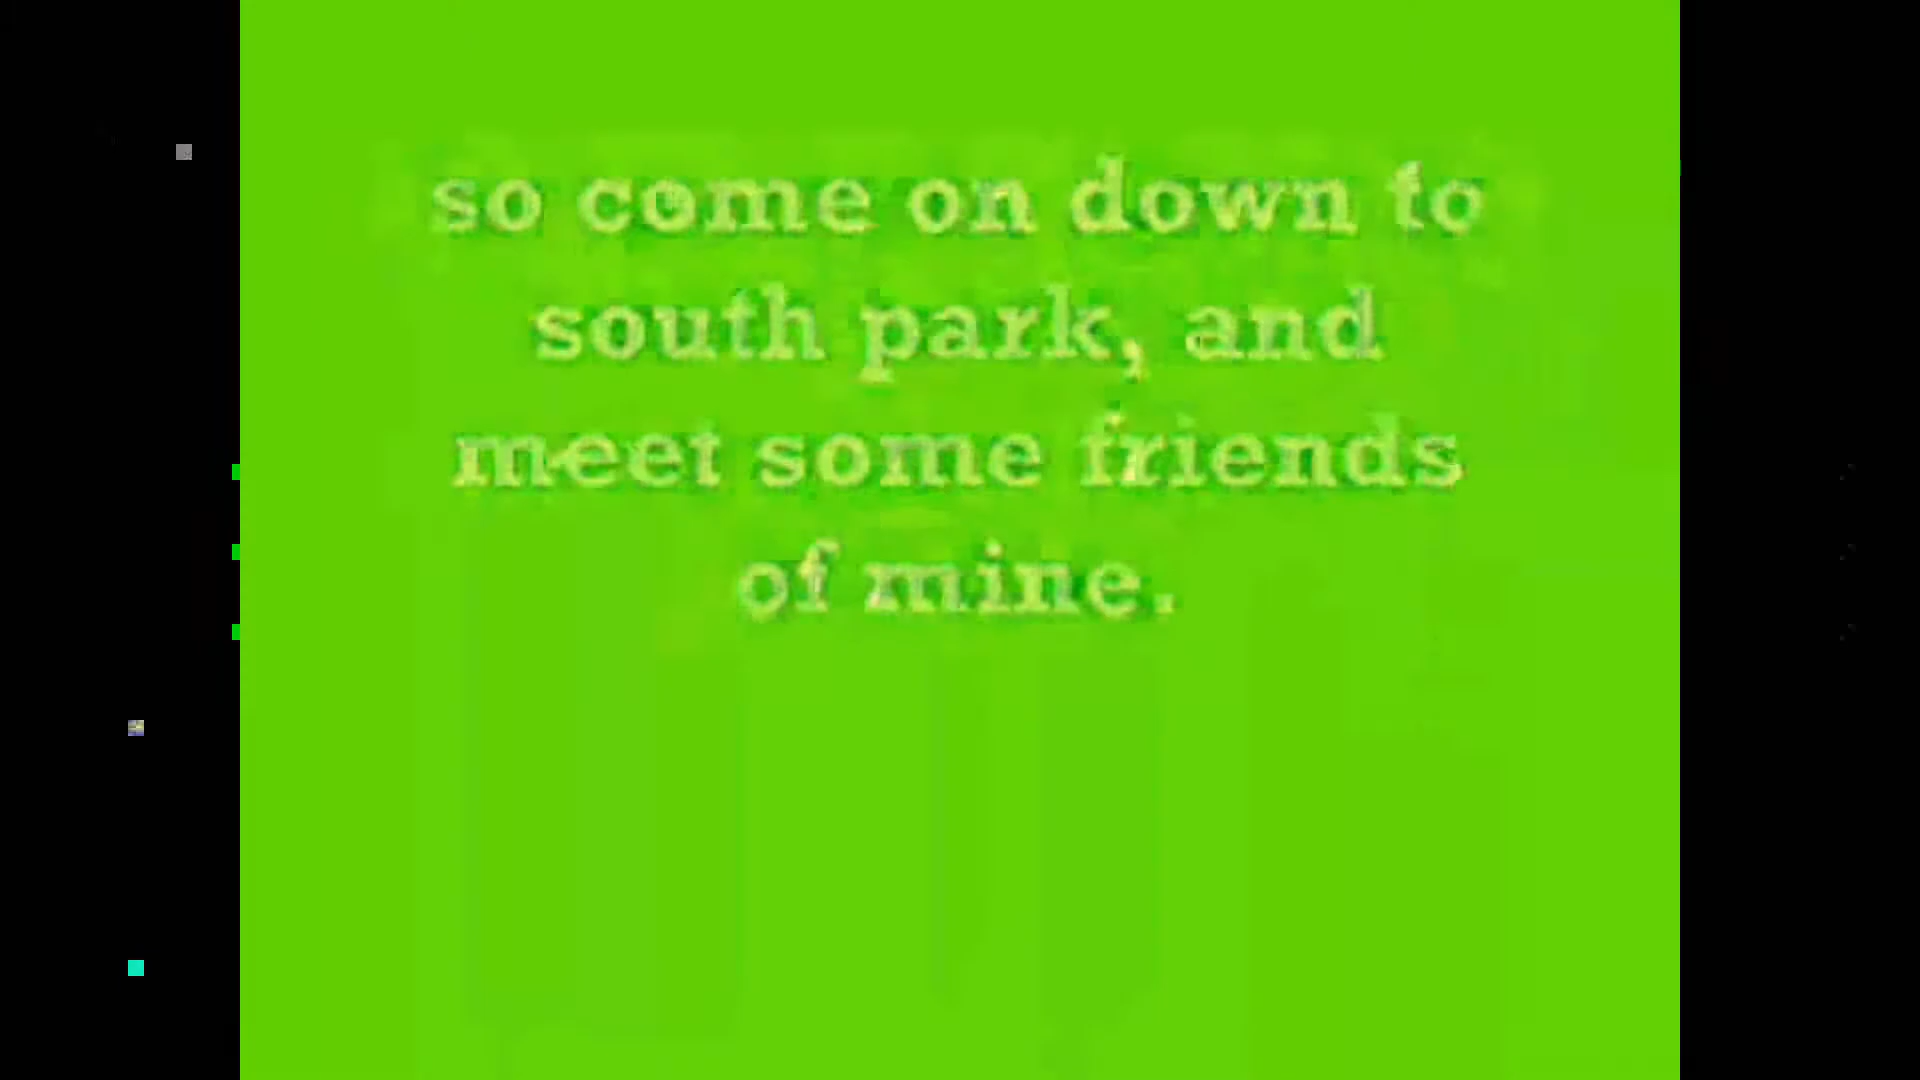 so come on down to
south park, and
meet some friends
of mine.